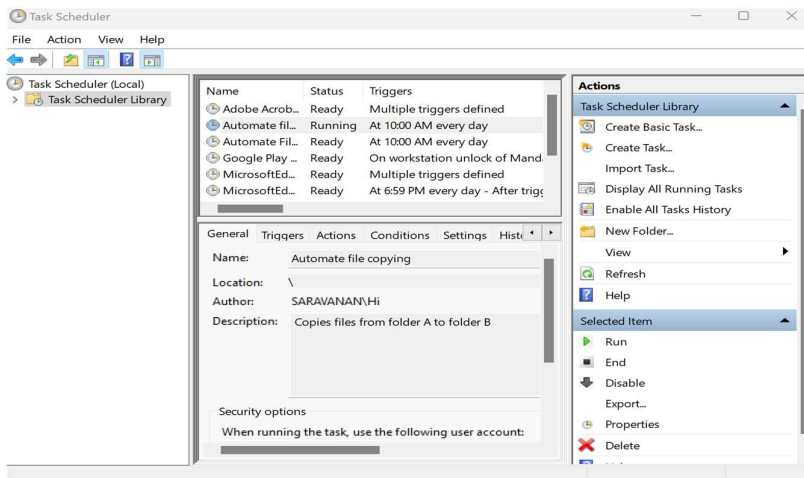 Task Scheduler
File Action View Help
Task Scheduler (Local)
> Task Scheduler Library
Name Status Triggers
Adobe Acrob... Ready Multiple triggers defined
Automate fil... Running At 10:00 AM every day
Automate Fil... Ready At 10:00 AM every day
Google Play ... Ready On workstation unlock of Mand
MicrosoftEd... Ready Multiple triggers defined
MicrosoftEd... Ready At 6:59 PM every day - After trigg
General Triggers Actions Conditions Settings Histo
Name: Automate file copying
Location: \
Author: SARAVANAN\Hi
Description: Copies files from folder A to folder B
Security options
When running the task, use the following user account:
Actions
Task Scheduler Library
Create Basic Task...
Create Task...
Import Task...
Display All Running Tasks
Enable All Tasks History
New Folder...
View
Refresh
Help
Selected Item
Run
End
Disable
Export...
Properties
Delete